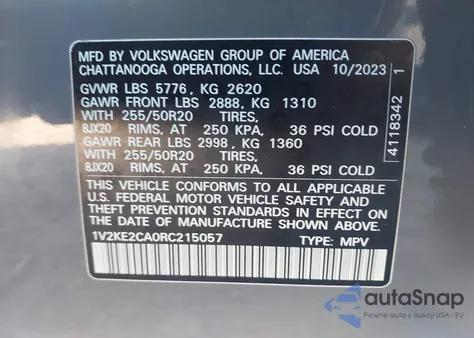 MFD BY VOLKSWAGEN GROUP OF AMERICA
CHATTANOOGA OPERATIONS, LLC. USA 10/2023
GVWR LBS 5776, KG 2620
GAWR FRONT LBS 2888, KG 1310
WITH 255/50R20 TIRES,
8JX20 RIMS, AT 250 KPA, 36 PSI COLD
GAWR REAR LBS 2998, KG 1360
WITH 255/50R20 TIRES,
8JX20 RIMS, AT 250 KPA, 36 PSI COLD
THIS VEHICLE CONFORMS TO ALL APPLICABLE
U.S. FEDERAL MOTOR VEHICLE SAFETY AND
THEFT PREVENTION STANDARDS IN EFFECT ON
THE DATE OF MANUFACTURE SHOWN ABOVE.
1V2KE2CA0RC215057 TYPE: MPV
4118342 1
autoSnap
Pewne auta z USA i EU